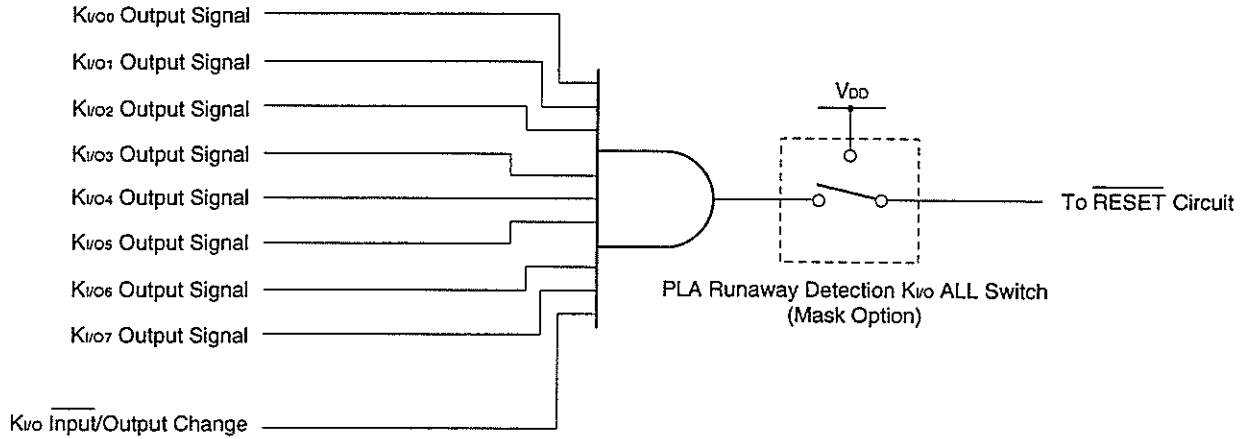 KI/O0 Output Signal
KI/O1 Output Signal
KI/O2 Output Signal
KI/O3 Output Signal
KI/O4 Output Signal
KI/O5 Output Signal
KI/O6 Output Signal
KI/O7 Output Signal
KI/O Input/Output Change
VDD
To RESET Circuit
PLA Runaway Detection KI/O ALL Switch
(Mask Option)